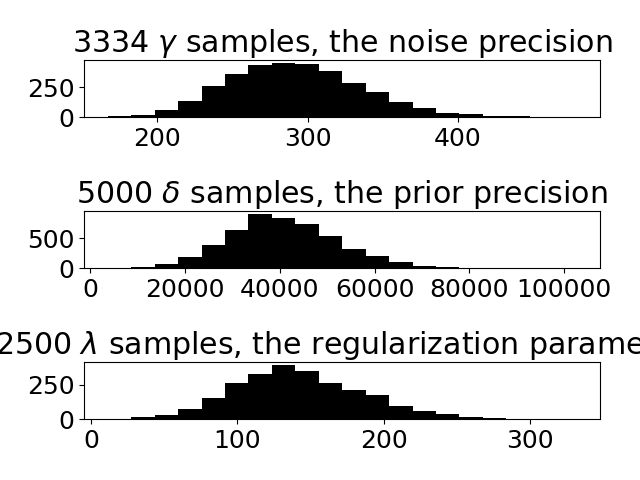 3334 γ samples, the noise precision
250
0
200 300 400
5000 δ samples, the prior precision
500
0
0 20000 40000 60000 80000 100000
2500 λ samples, the regularization parame
250
0
0 100 200 300